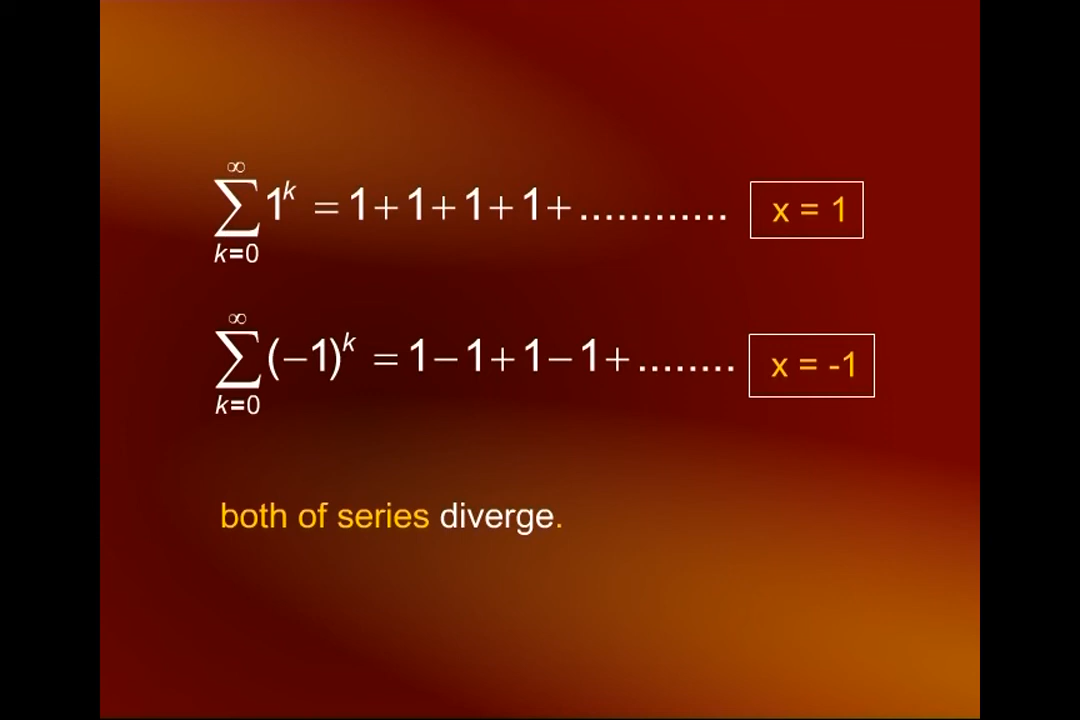 ∞
∑ 1^k = 1+1+1+1+............ x = 1
k=0
∞
∑ (−1)^k = 1−1+1−1+........ x = -1
k=0
both of series diverge.